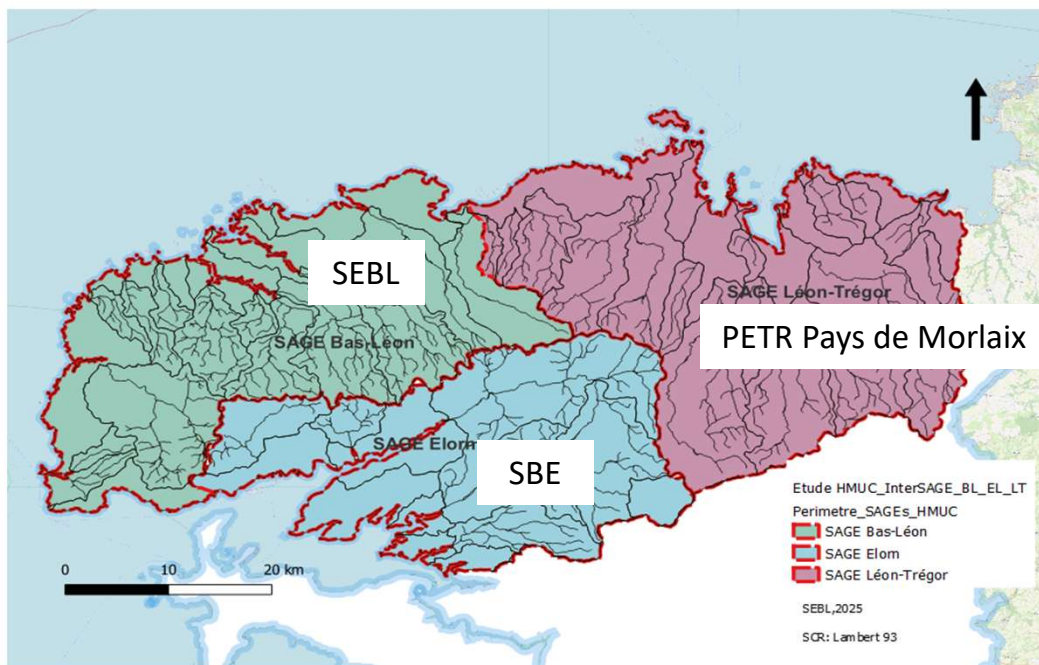 SEBL
SAGE Léon-Trégor
PETR Pays de Morlaix
SAGE Bas-Léon
SAGE Elorn
SBE
Etude HMUC_InterSAGE_BL_EL_LT
Perimetre_SAGEs_HMUC
SAGE Bas-Léon
SAGE Elorn
SAGE Léon-Trégor
0 10 20 km
SEBL,2025
SCR: Lambert 93